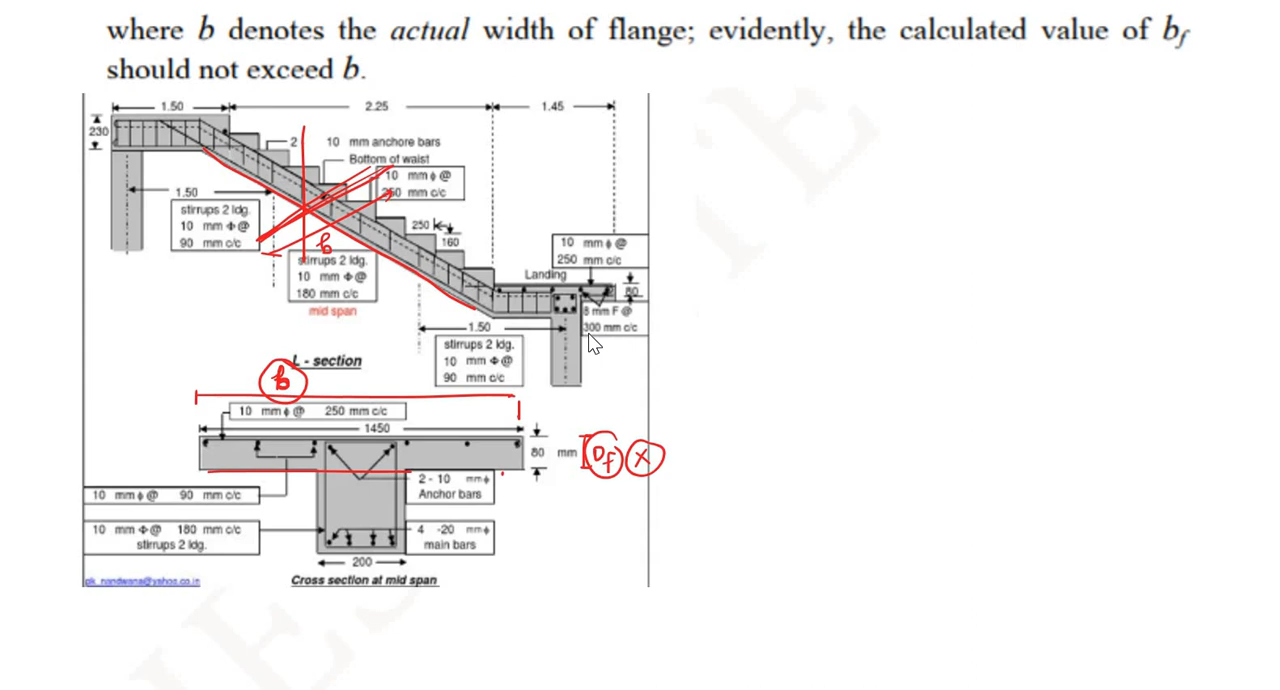 where b denotes the actual width of flange; evidently, the calculated value of bf
should not exceed b.
1.50
2.25
1.45
230
2
10 mm anchore bars
Bottom of waist
10 mm ϕ @
250 mm c/c
1.50
stirrups 2 ldg.
10 mm Φ @
90 mm c/c
250
160
b
stirrups 2 ldg.
10 mm Φ @
180 mm c/c
mid span
10 mm ϕ @
250 mm c/c
Landing
80
8 mm F @
300 mm c/c
1.50
stirrups 2 ldg.
10 mm Φ @
90 mm c/c
L - section
b
10 mm ϕ @ 250 mm c/c
1450
80 mm
Df
X
2 - 10 mm ϕ
Anchor bars
10 mm ϕ @ 90 mm c/c
10 mm Φ @ 180 mm c/c
stirrups 2 ldg.
4 -20 mm ϕ
main bars
200
pk_nandwana@yahoo.co.in
Cross section at mid span